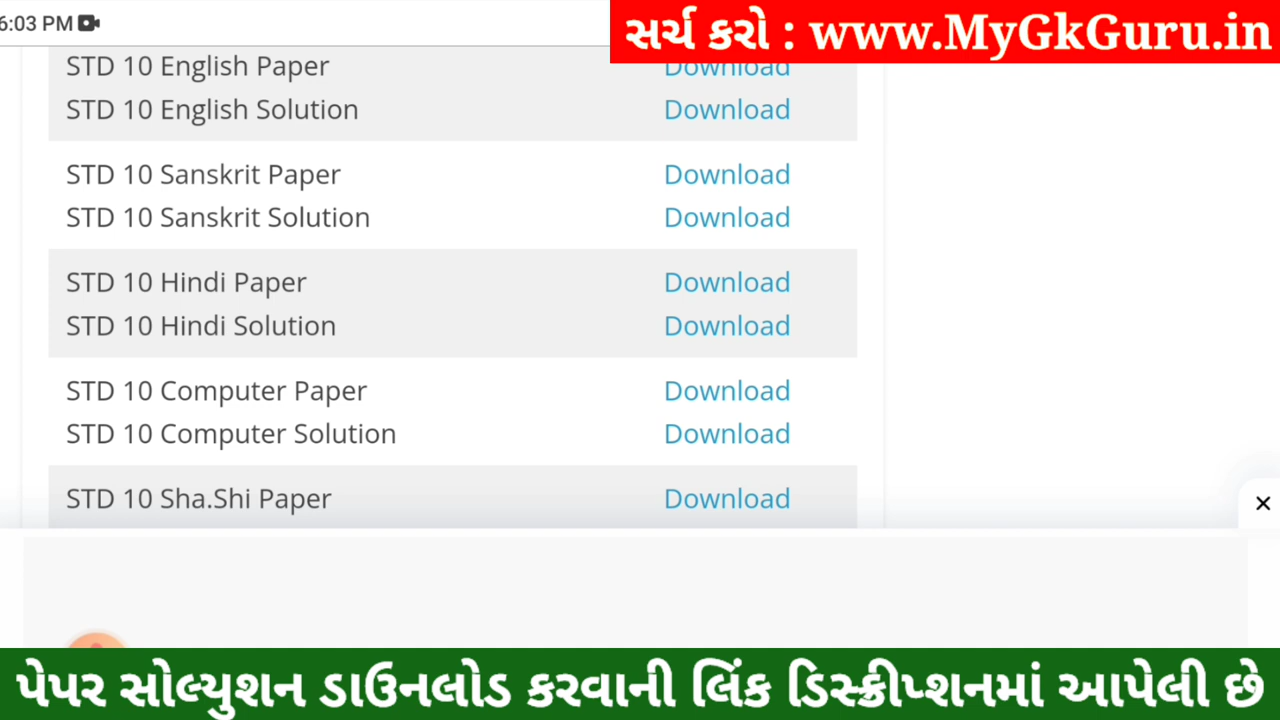 6:03 PM
સર્ચ કરો : www.MyGkGuru.in
STD 10 English Paper Download
STD 10 English Solution Download
STD 10 Sanskrit Paper Download
STD 10 Sanskrit Solution Download
STD 10 Hindi Paper Download
STD 10 Hindi Solution Download
STD 10 Computer Paper Download
STD 10 Computer Solution Download
STD 10 Sha.Shi Paper Download
પેપર સોલ્યુશન ડાઉનલોડ કરવાની લિંક ડિસ્ક્રીપ્શનમાં આપેલી છે